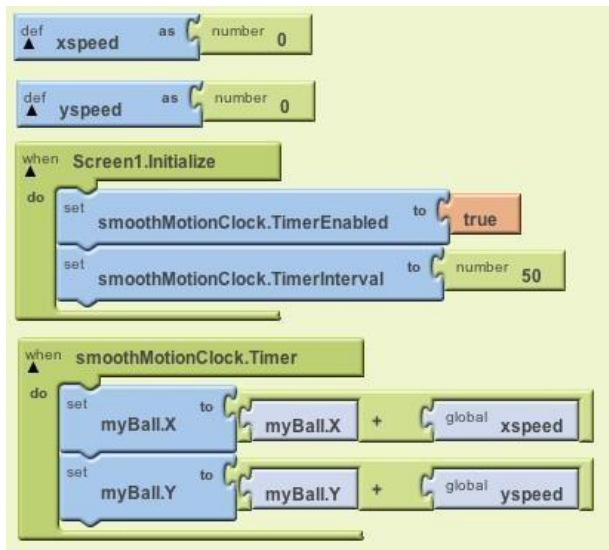 def xspeed as number 0
def yspeed as number 0
when Screen1.Initialize
do
set smoothMotionClock.TimerEnabled to true
set smoothMotionClock.TimerInterval to number 50
when smoothMotionClock.Timer
do
set myBall.X to myBall.X + global xspeed
set myBall.Y to myBall.Y + global yspeed